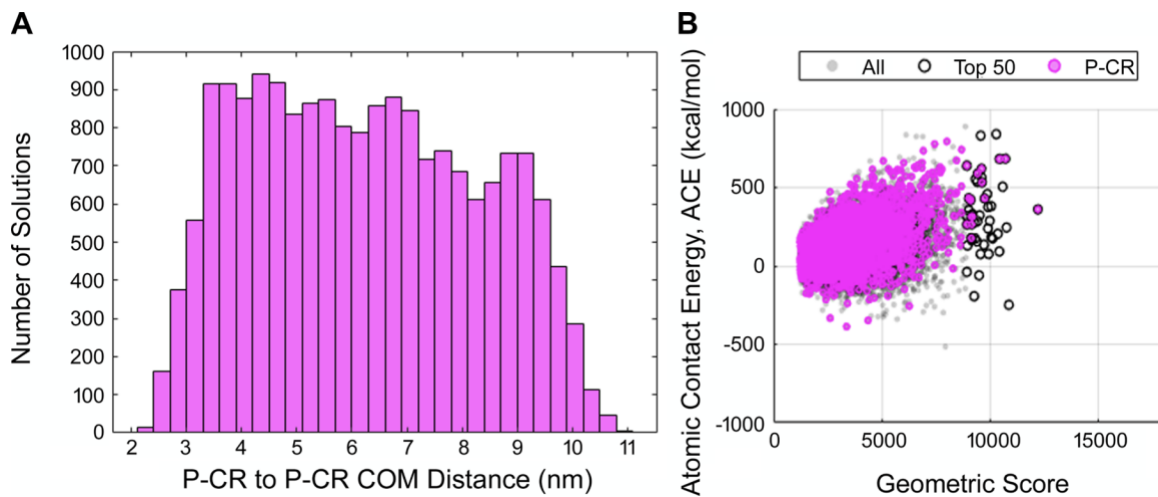 A
Number of Solutions
1000
900
800
700
600
500
400
300
200
100
0
2 3 4 5 6 7 8 9 10 11
P-CR to P-CR COM Distance (nm)
B
All Top 50 P-CR
Atomic Contact Energy, ACE (kcal/mol)
1000
500
0
-500
-1000
0 5000 10000 15000
Geometric Score